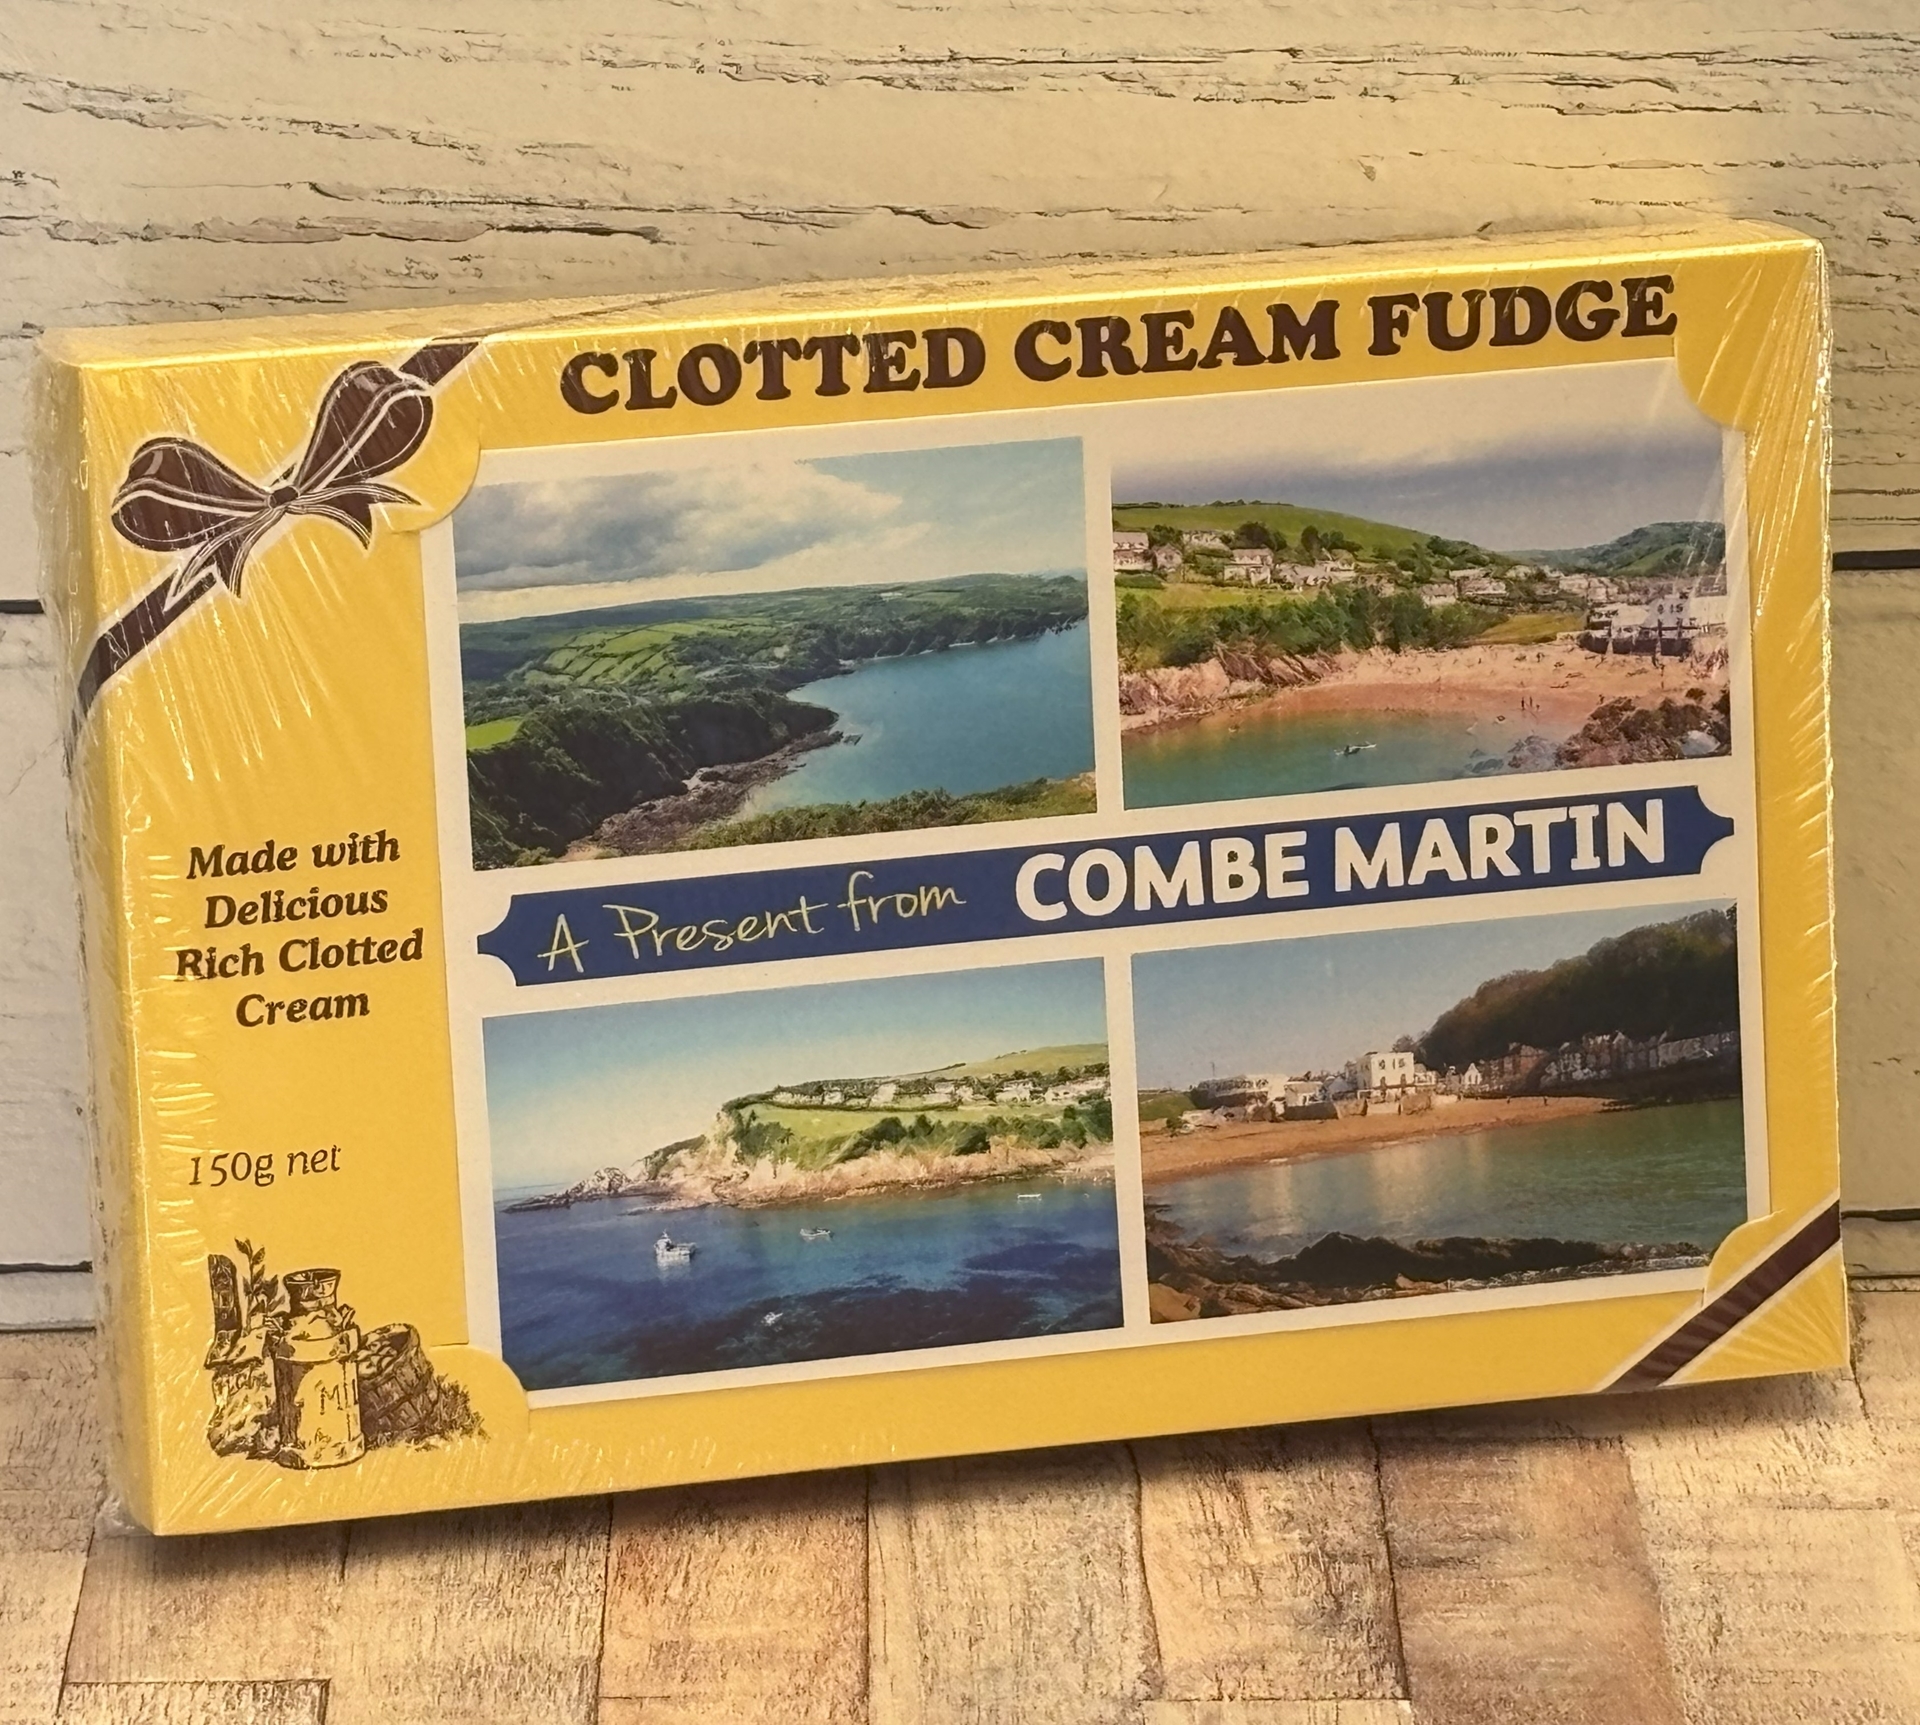 CLOTTED CREAM FUDGE
A Present from COMBE MARTIN
Made with
Delicious
Rich Clotted
Cream
150g net